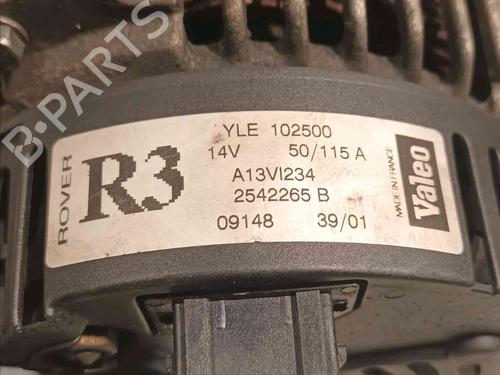 ROVER
R3
YLE 102500
14V 50/115 A
A13VI234
2542265 B
09148 39/01
MADE IN FRANCE
Valeo
B-PARTS